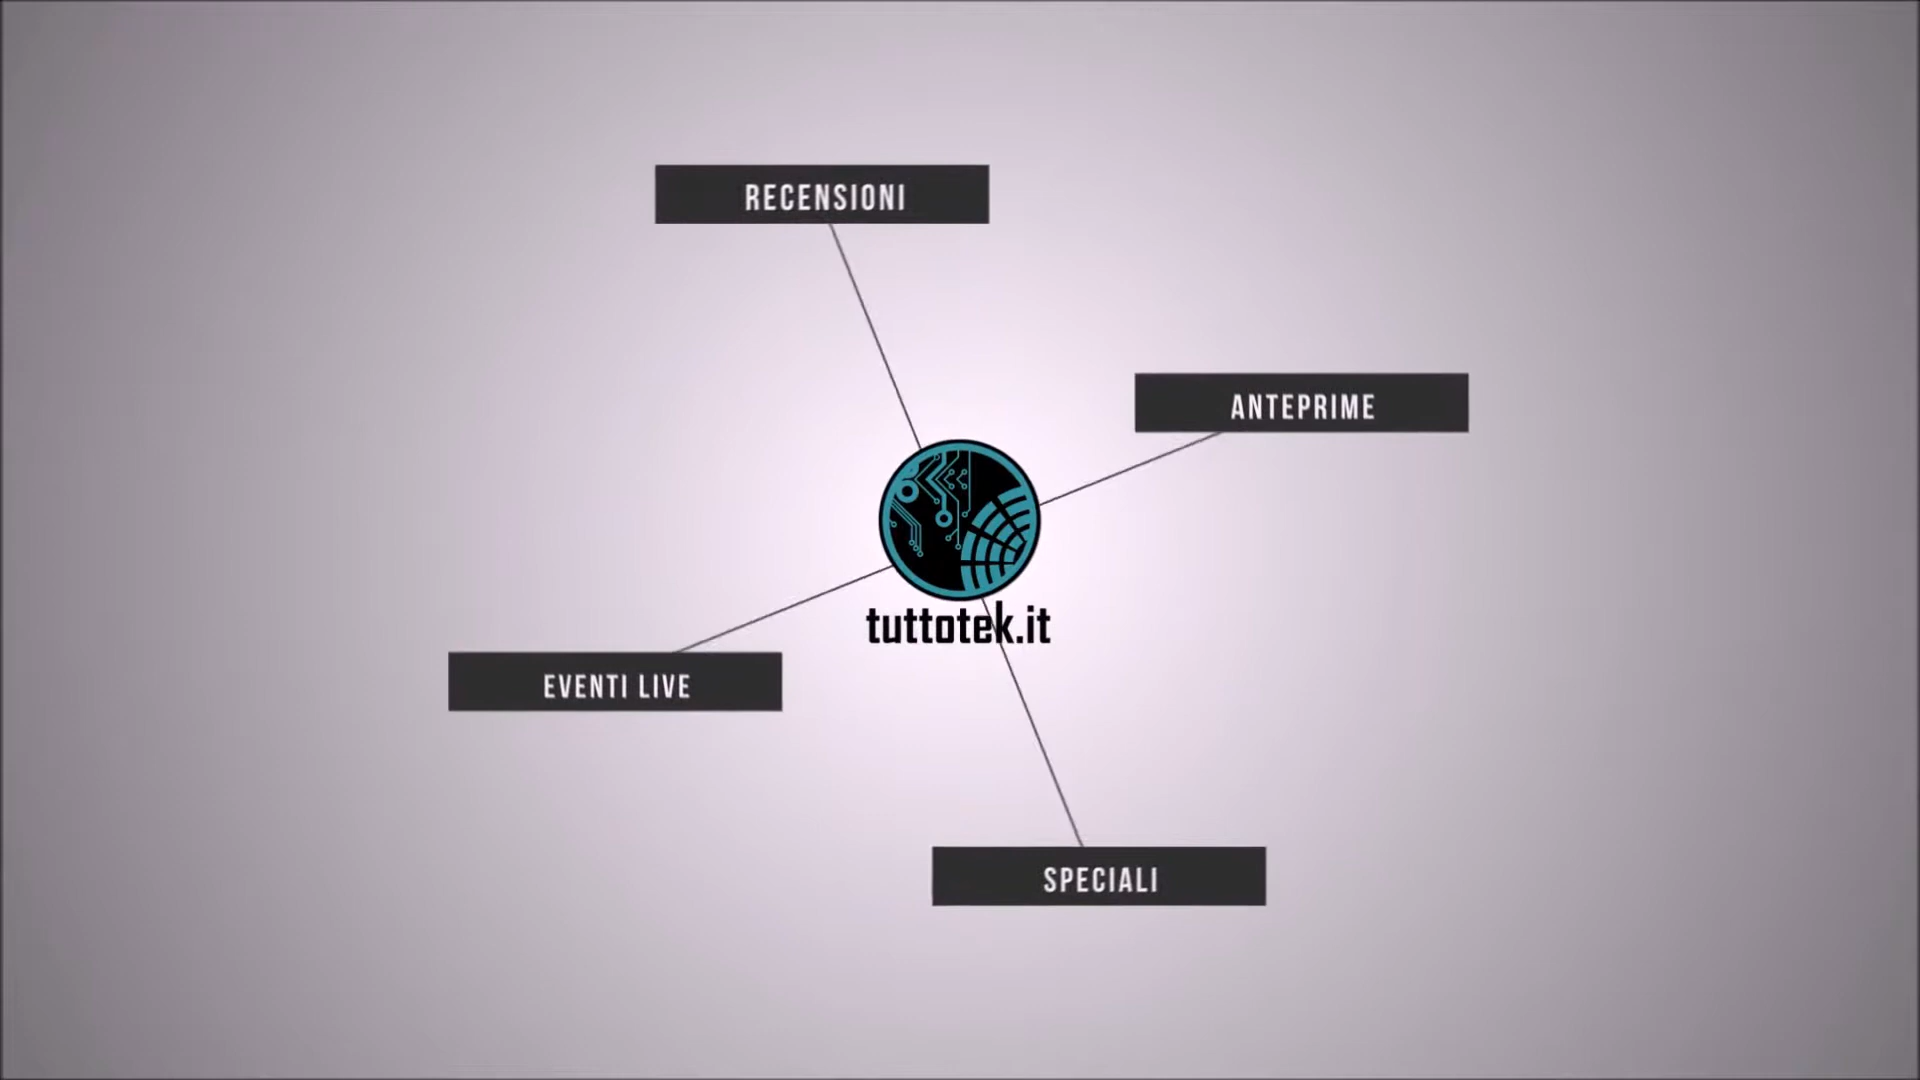 RECENSIONI
ANTEPRIME
tuttotek.it
EVENTI LIVE
SPECIALI